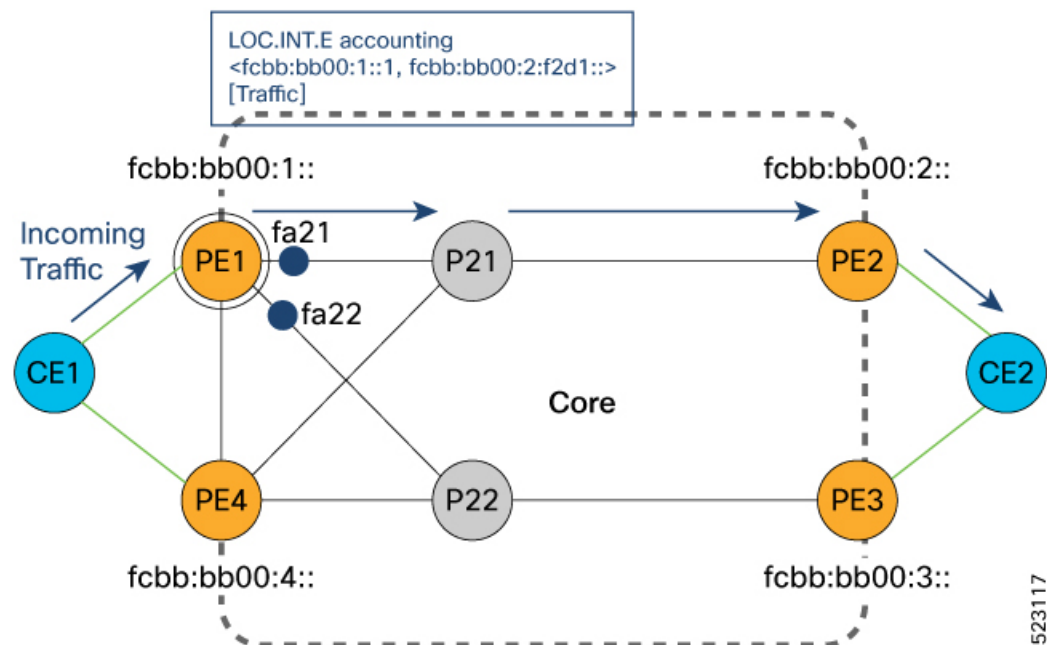 LOC.INT.E accounting
<fcbb:bb00:1::1, fcbb:bb00:2:f2d1::>
[Traffic]
fcbb:bb00:1::
fcbb:bb00:2::
Incoming
Traffic
PE1
fa21
P21
PE2
fa22
CE1
CE2
Core
PE4
P22
PE3
fcbb:bb00:4::
fcbb:bb00:3::
523117